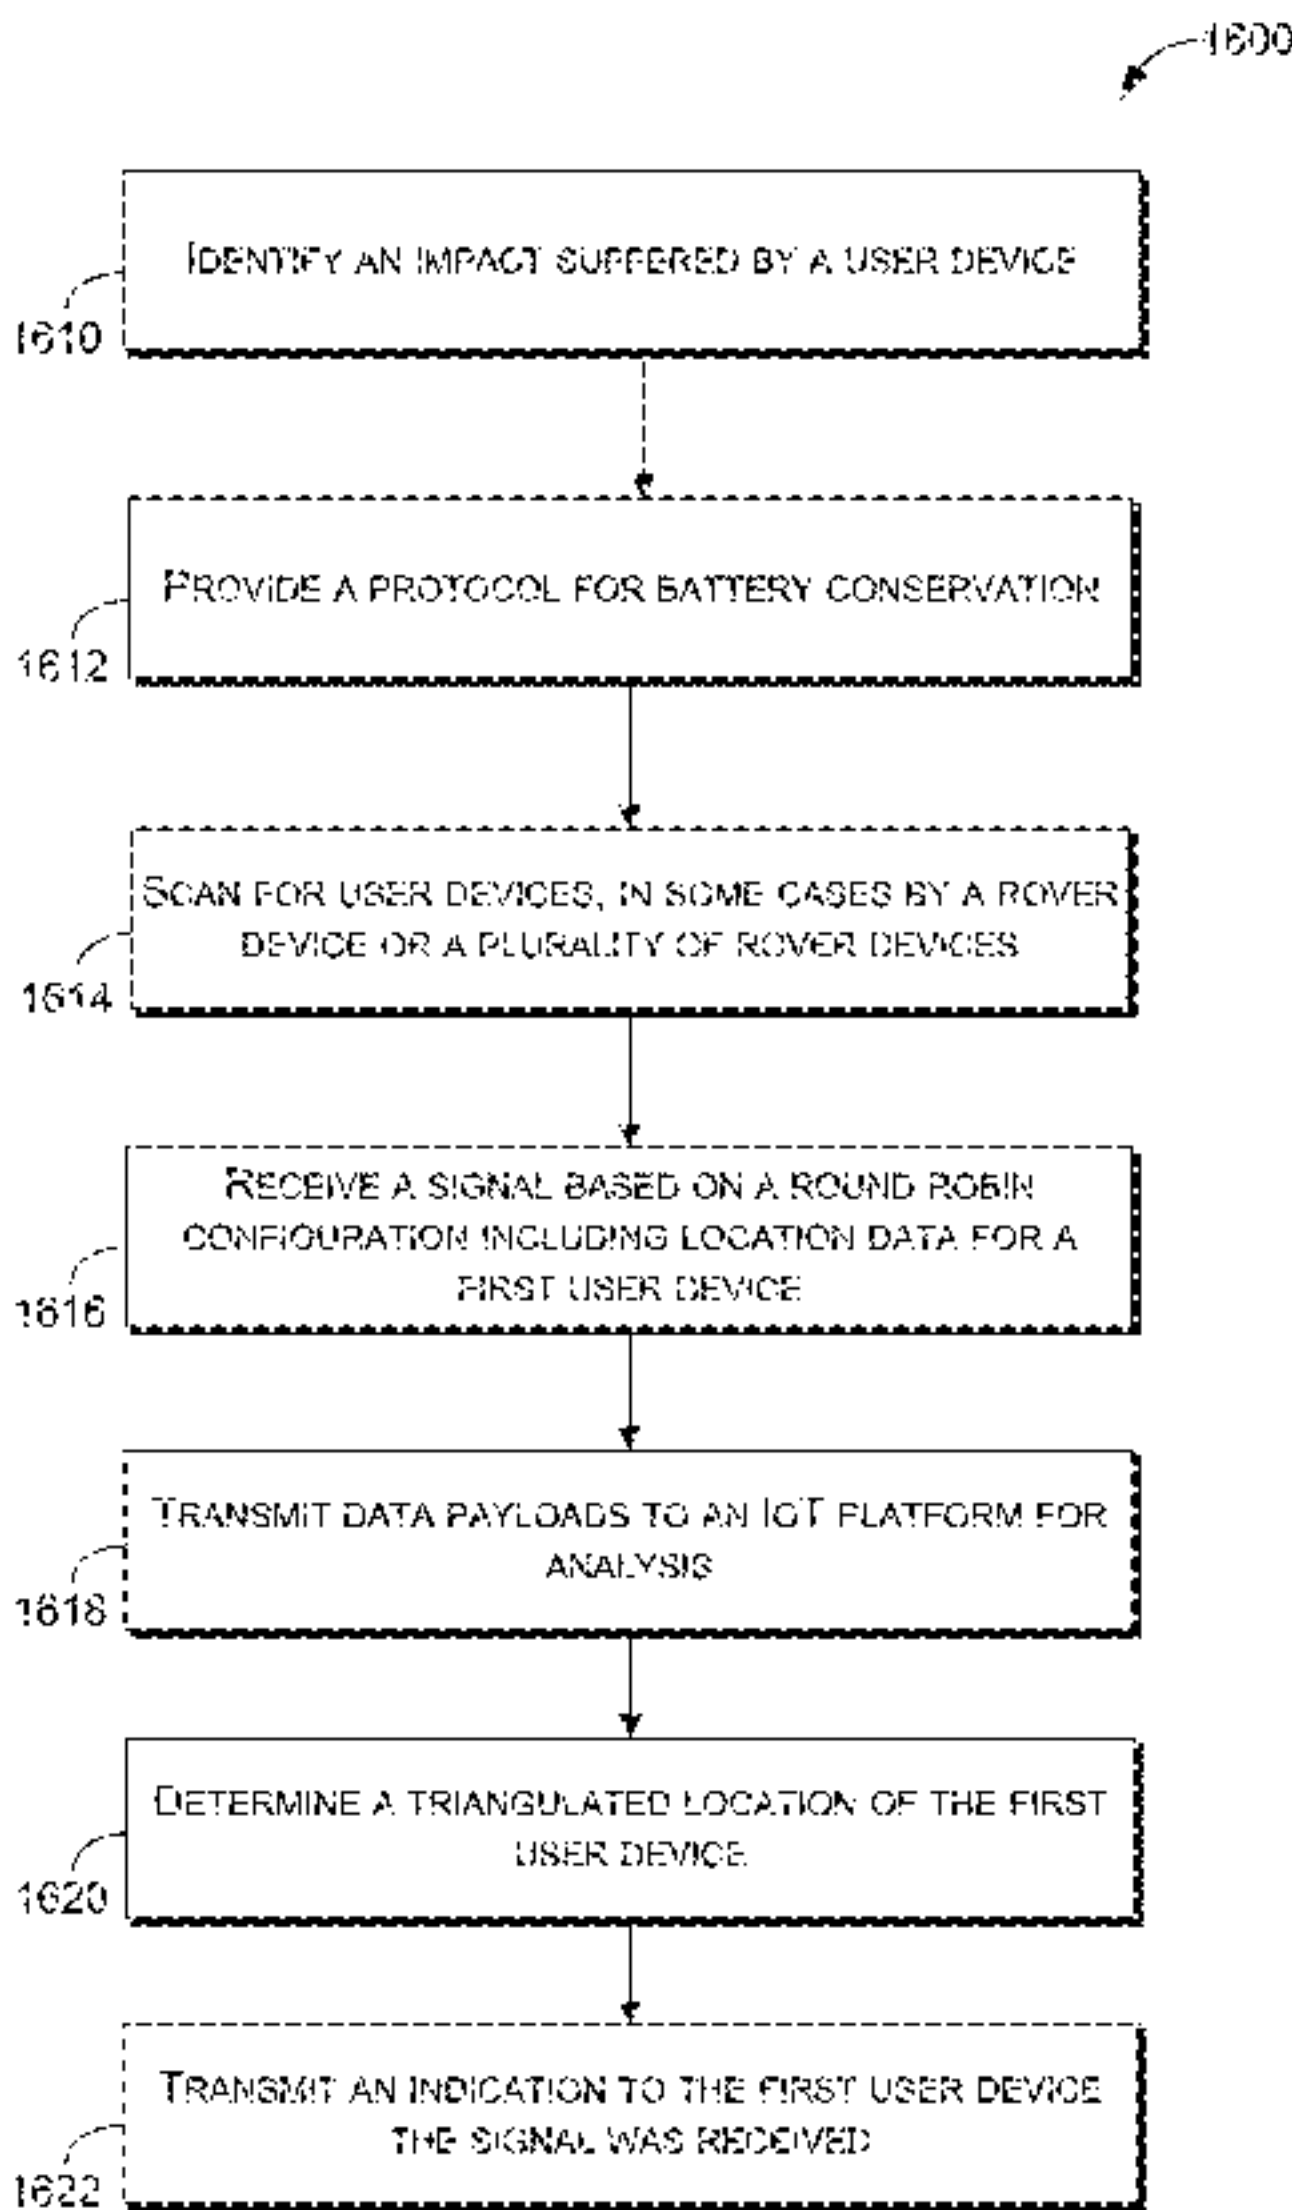 1600
IDENTIFY AN IMPACT SUFFERED BY A USER DEVICE
1610
PROVIDE A PROTOCOL FOR BATTERY CONSERVATION
1612
SCAN FOR USER DEVICES, IN SOME CASES BY A ROVER
DEVICE OR A PLURALITY OF ROVER DEVICES
1614
RECEIVE A SIGNAL BASED ON A ROUND ROBIN
CONFIGURATION INCLUDING LOCATION DATA FOR A
FIRST USER DEVICE
1616
TRANSMIT DATA PAYLOADS TO AN IOT PLATFORM FOR
ANALYSIS
1618
DETERMINE A TRIANGULATED LOCATION OF THE FIRST
USER DEVICE
1620
TRANSMIT AN INDICATION TO THE FIRST USER DEVICE
THE SIGNAL WAS RECEIVED
1622